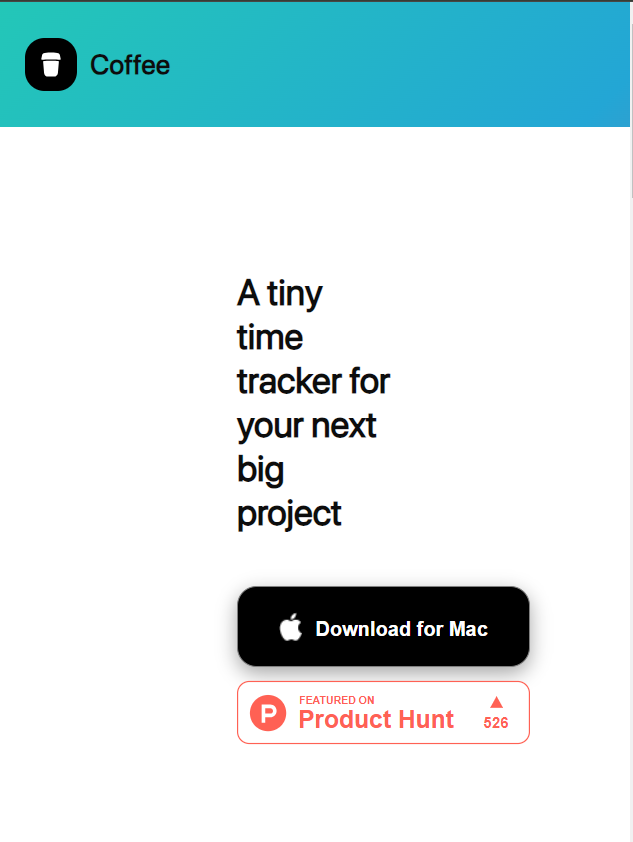 Coffee
A tiny
time
tracker for
your next
big
project
Download for Mac
P
FEATURED ON
Product Hunt
526